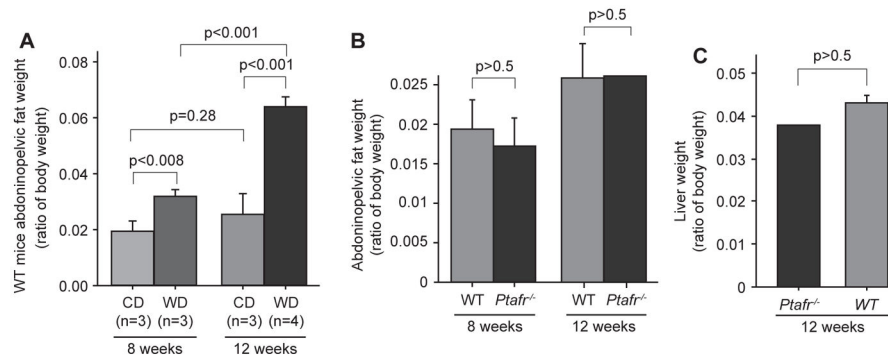 A
WT mice abdoninopelvic fat weight
(ratio of body weight)
0.08
0.06
0.04
0.02
0.00
p<0.001
p<0.001
p=0.28
p<0.008
CD WD CD WD
(n=3) (n=3) (n=3) (n=4)
8 weeks 12 weeks
B
Abdoninopelvic fat weight
(ratio of body weight)
0.025
0.02
0.015
0.01
0.005
0
p>0.5
p>0.5
WT Ptafr-/- WT Ptafr-/-
8 weeks 12 weeks
C
Liver weight
(ratio of body weight)
0.05
0.04
0.03
0.02
0.01
0
p>0.5
Ptafr-/- WT
12 weeks